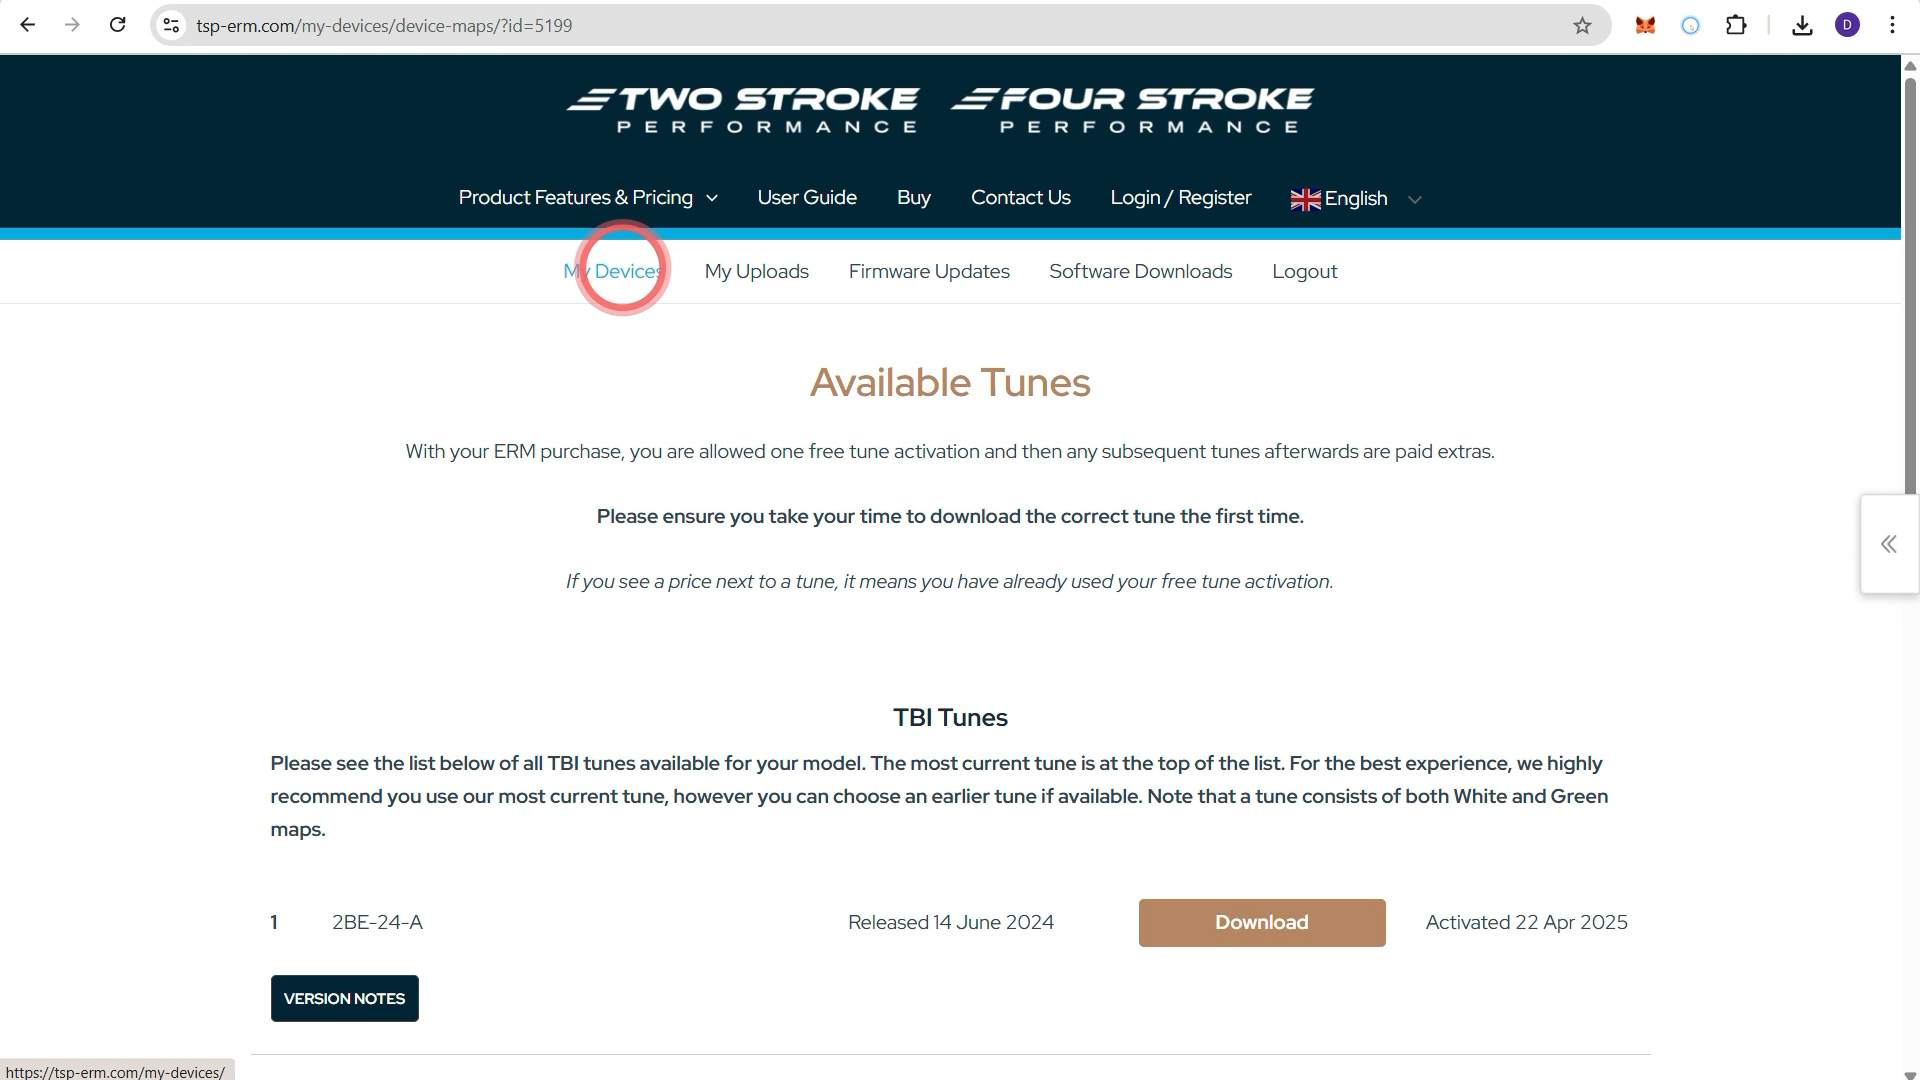 tsp-erm.com/my-devices/device-maps/?id=5199
D
TWO STROKE
PERFORMANCE
FOUR STROKE
PERFORMANCE
Product Features & Pricing
User Guide
Buy
Contact Us
Login / Register
English
My Devices
My Uploads
Firmware Updates
Software Downloads
Logout
Available Tunes
With your ERM purchase, you are allowed one free tune activation and then any subsequent tunes afterwards are paid extras.
Please ensure you take your time to download the correct tune the first time.
If you see a price next to a tune, it means you have already used your free tune activation.
TBI Tunes
Please see the list below of all TBI tunes available for your model. The most current tune is at the top of the list. For the best experience, we highly
recommend you use our most current tune, however you can choose an earlier tune if available. Note that a tune consists of both White and Green
maps.
1 2BE-24-A Released 14 June 2024 Download Activated 22 Apr 2025
VERSION NOTES
https://tsp-erm.com/my-devices/